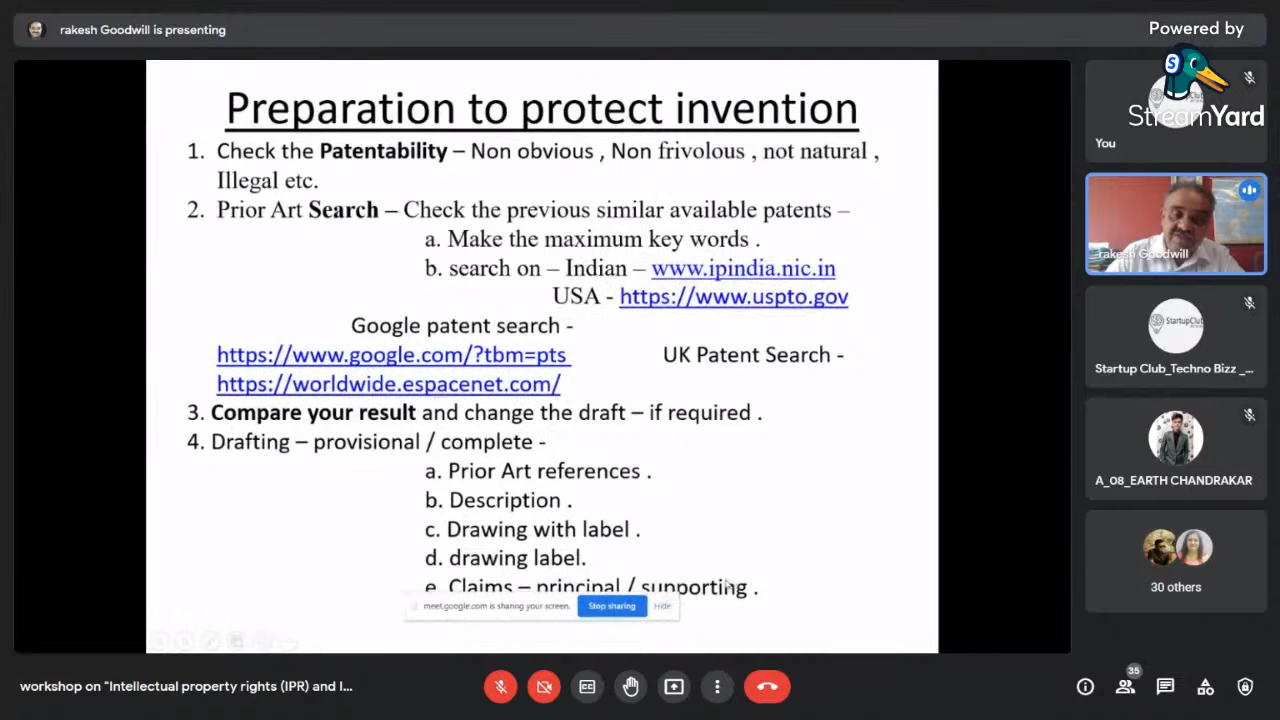 rakesh Goodwill is presenting
Powered by
StreamYard
Preparation to protect invention
1. Check the Patentability – Non obvious , Non frivolous , not natural ,
Illegal etc.
2. Prior Art Search – Check the previous similar available patents –
a. Make the maximum key words .
b. search on – Indian – www.ipindia.nic.in
USA - https://www.uspto.gov
Google patent search -
https://www.google.com/?tbm=pts UK Patent Search -
https://worldwide.espacenet.com/
3. Compare your result and change the draft – if required .
4. Drafting – provisional / complete -
a. Prior Art references .
b. Description .
c. Drawing with label .
d. drawing label.
e. Claims – principal / supporting .
meet.google.com is sharing your screen. Stop sharing Hide
You
rakesh Goodwill
StartupClub
Startup Club_Techno Bizz _...
A_08_EARTH CHANDRAKAR
30 others
workshop on "Intellectual property rights (IPR) and I...
35